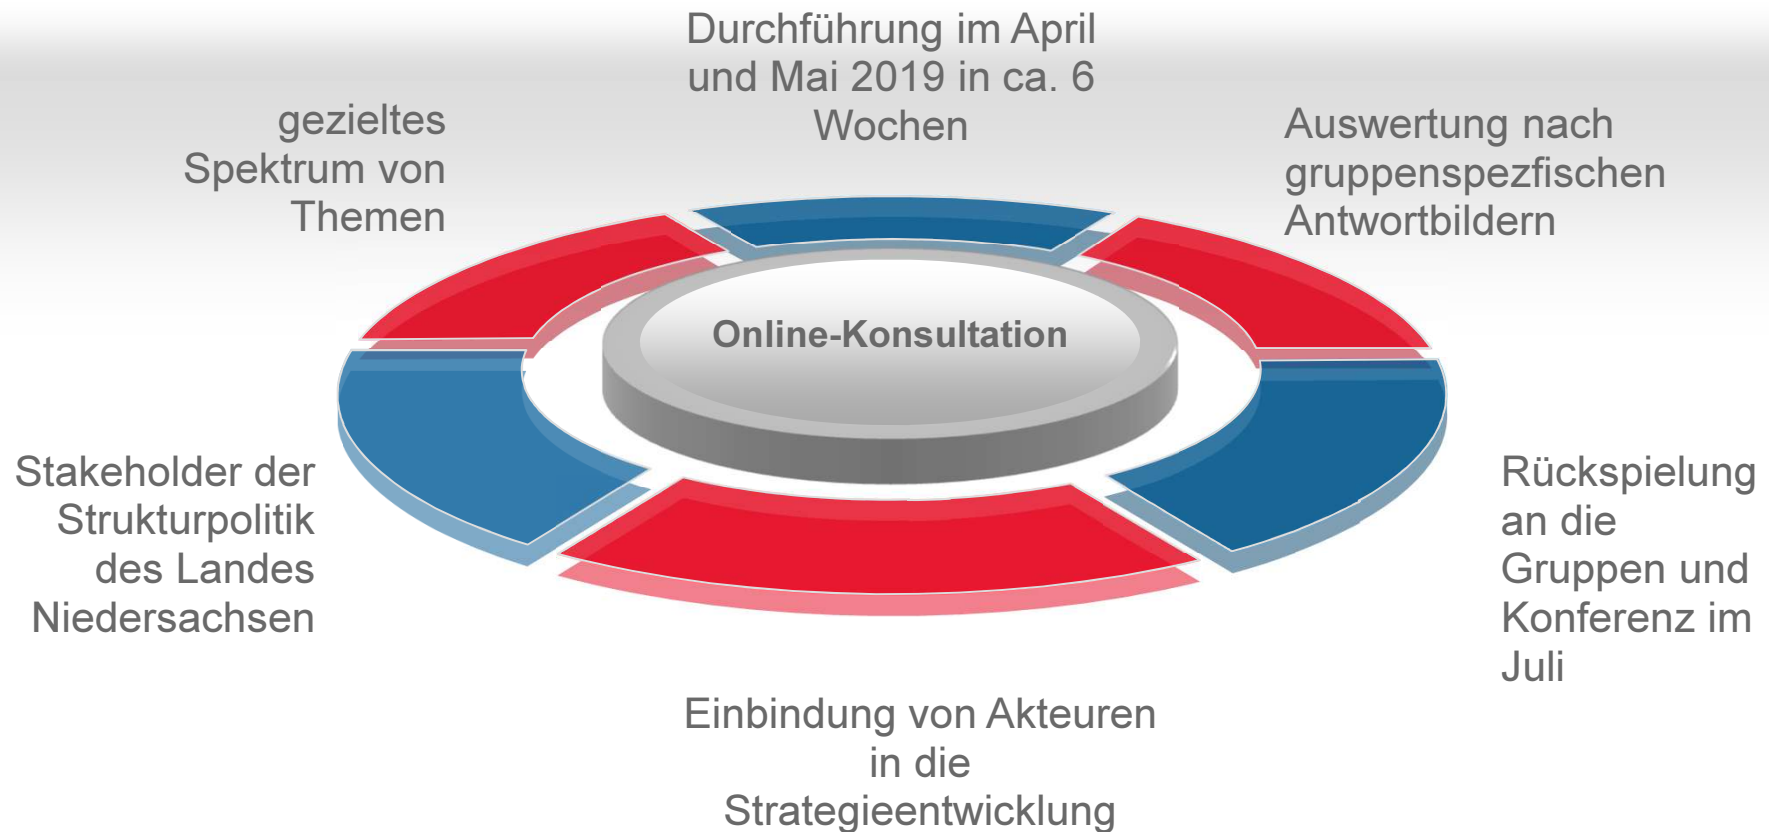 Durchführung im April
und Mai 2019 in ca. 6
Wochen
gezieltes
Spektrum von
Themen
Auswertung nach
gruppenspezfischen
Antwortbildern
Online-Konsultation
Stakeholder der
Strukturpolitik
des Landes
Niedersachsen
Rückspielung
an die
Gruppen und
Konferenz im
Juli
Einbindung von Akteuren
in die
Strategieentwicklung